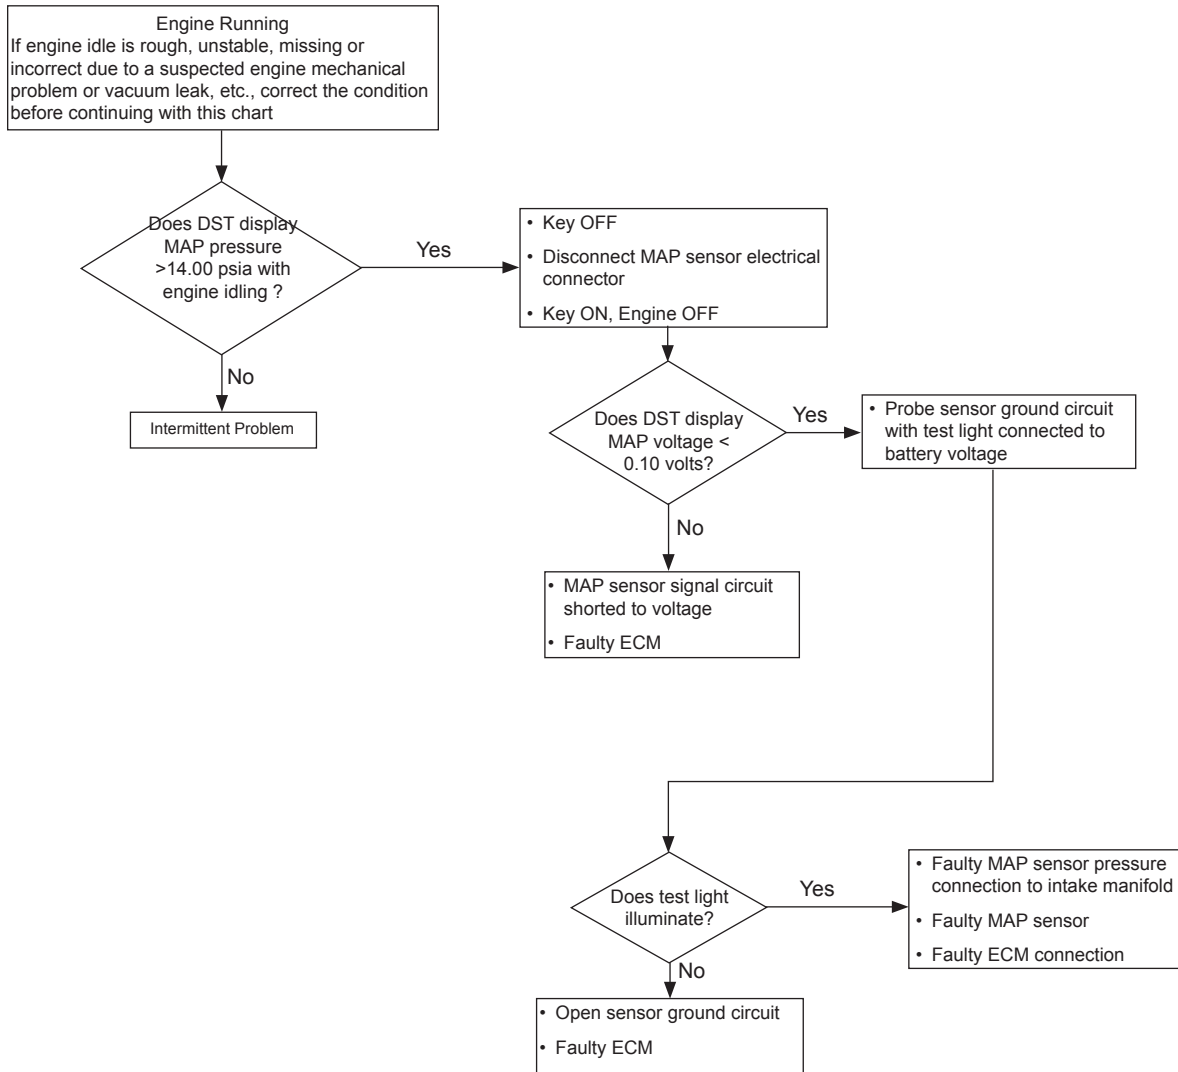 Engine Running
If engine idle is rough, unstable, missing or
incorrect due to a suspected engine mechanical
problem or vacuum leak, etc., correct the condition
before continuing with this chart
Does DST display
MAP pressure
>14.00 psia with
engine idling ?
Yes
No
Intermittent Problem
• Key OFF
• Disconnect MAP sensor electrical
connector
• Key ON, Engine OFF
Does DST display
MAP voltage <
0.10 volts?
Yes
No
• Probe sensor ground circuit
with test light connected to
battery voltage
• MAP sensor signal circuit
shorted to voltage
• Faulty ECM
Does test light
illuminate?
Yes
No
• Faulty MAP sensor pressure
connection to intake manifold
• Faulty MAP sensor
• Faulty ECM connection
• Open sensor ground circuit
• Faulty ECM